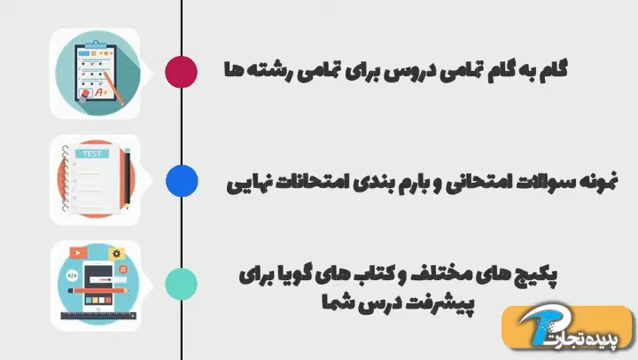 گام به گام تمامی دروس برای تمامی رشته ها
A+
نمونه سوالات امتحانی و بارم بندی امتحانات نهایی
TEST
پکیج های مختلف و کتاب های گویا برای
پیشرفت درس شما
پدیده تجارت